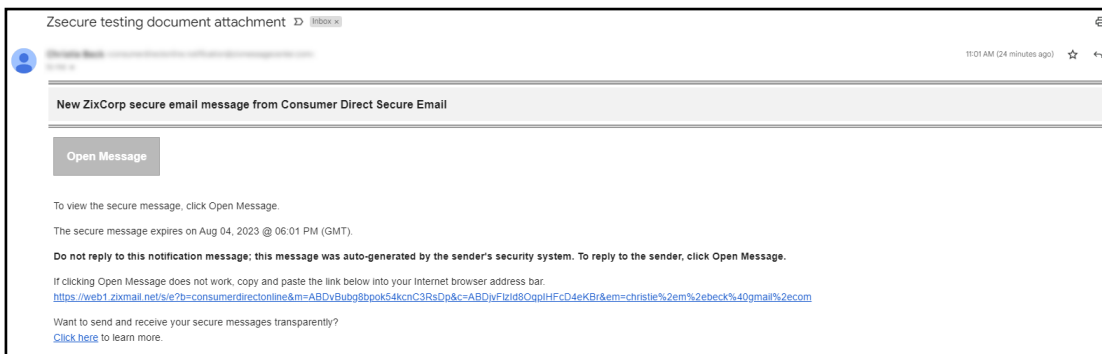 Zsecure testing document attachment Inbox x
11:01 AM (24 minutes ago)
New ZixCorp secure email message from Consumer Direct Secure Email
Open Message
To view the secure message, click Open Message.
The secure message expires on Aug 04, 2023 @ 06:01 PM (GMT).
Do not reply to this notification message; this message was auto-generated by the sender's security system. To reply to the sender, click Open Message.
If clicking Open Message does not work, copy and paste the link below into your Internet browser address bar.
https://web1.zixmail.net/s/e?b=consumerdirectonline&m=ABDvBubg8bpok54kcnC3RsDp&c=ABDjvFlzId8OqpIHFcD4eKBr&em=christie%2em%2ebeck%40gmail%2ecom
Want to send and receive your secure messages transparently?
Click here to learn more.